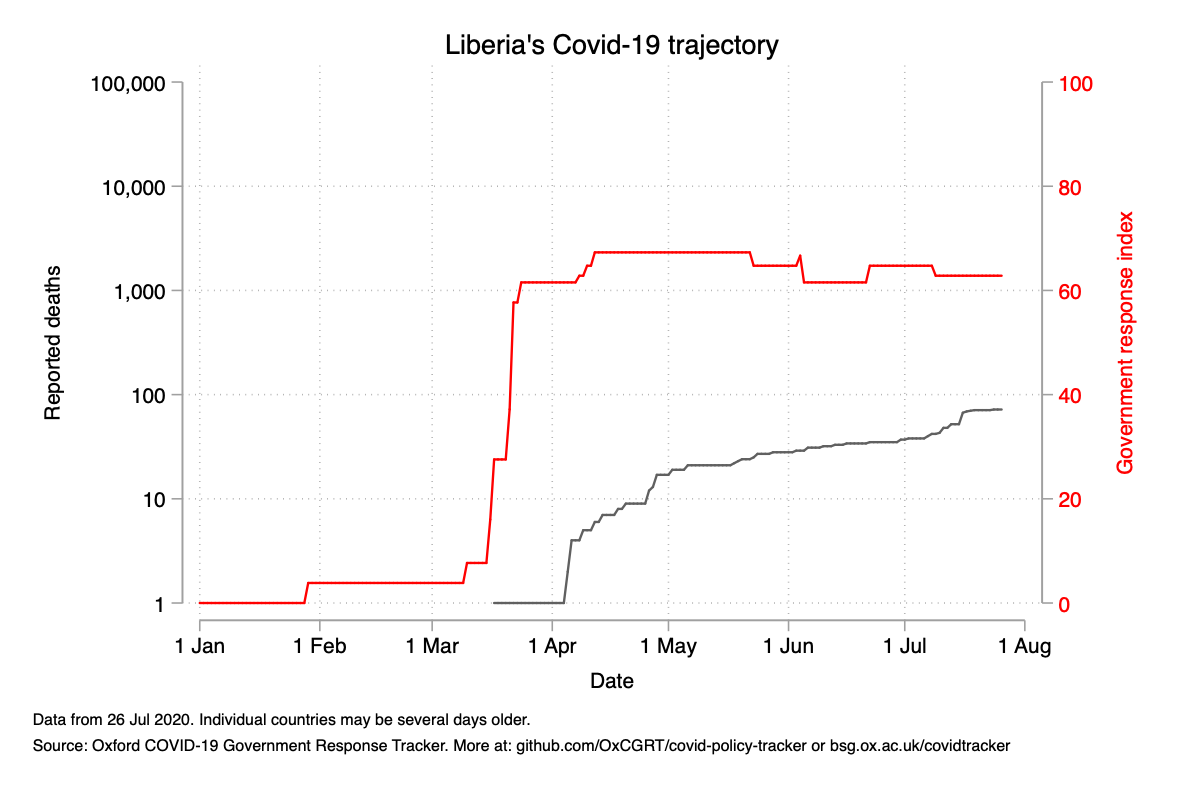 Liberia's Covid-19 trajectory
100,000
10,000
1,000
100
10
1
Reported deaths
100
80
60
40
20
0
Government response index
1 Jan 1 Feb 1 Mar 1 Apr 1 May 1 Jun 1 Jul 1 Aug
Date
Data from 26 Jul 2020. Individual countries may be several days older.
Source: Oxford COVID-19 Government Response Tracker. More at: github.com/OxCGRT/covid-policy-tracker or bsg.ox.ac.uk/covidtracker